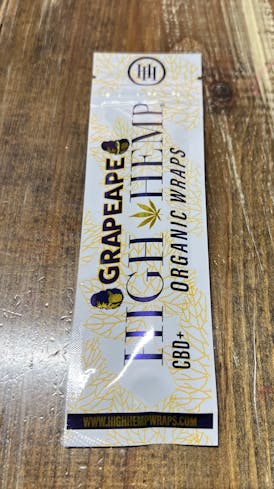 GRAPEAPE
HIGH HEMP
CBD+ ORGANIC WRAPS
WWW.HIGHHEMPWRAPS.COM